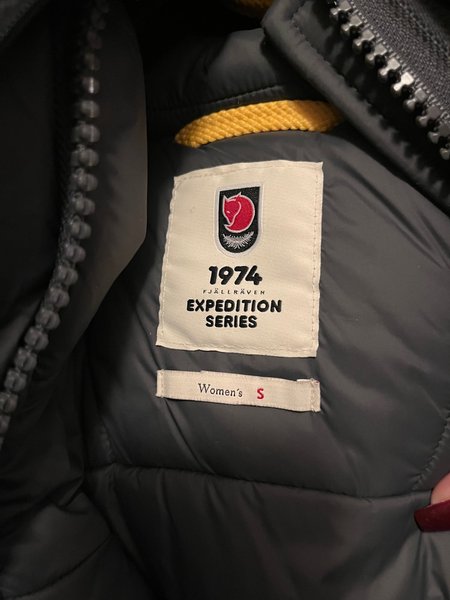 1974
FJÄLLRÄVEN
EXPEDITION
SERIES
Women's S